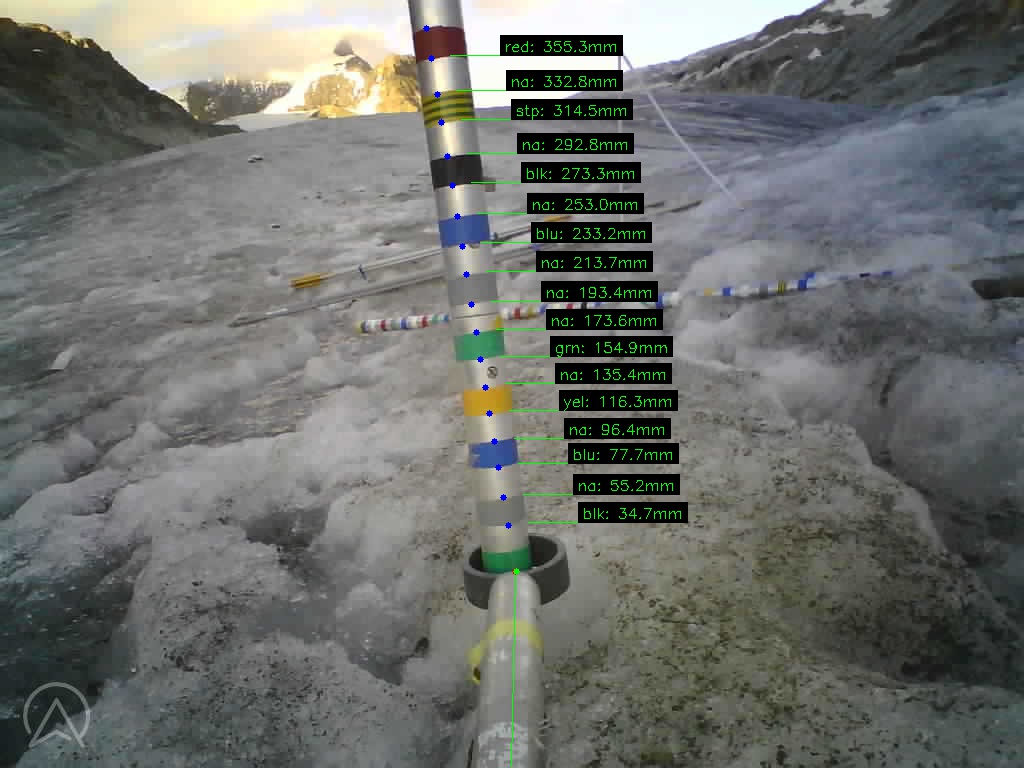 red: 355.3mm
na: 332.8mm
stp: 314.5mm
na: 292.8mm
blk: 273.3mm
na: 253.0mm
blu: 233.2mm
na: 213.7mm
na: 193.4mm
na: 173.6mm
grn: 154.9mm
na: 135.4mm
yel: 116.3mm
na: 96.4mm
blu: 77.7mm
na: 55.2mm
blk: 34.7mm